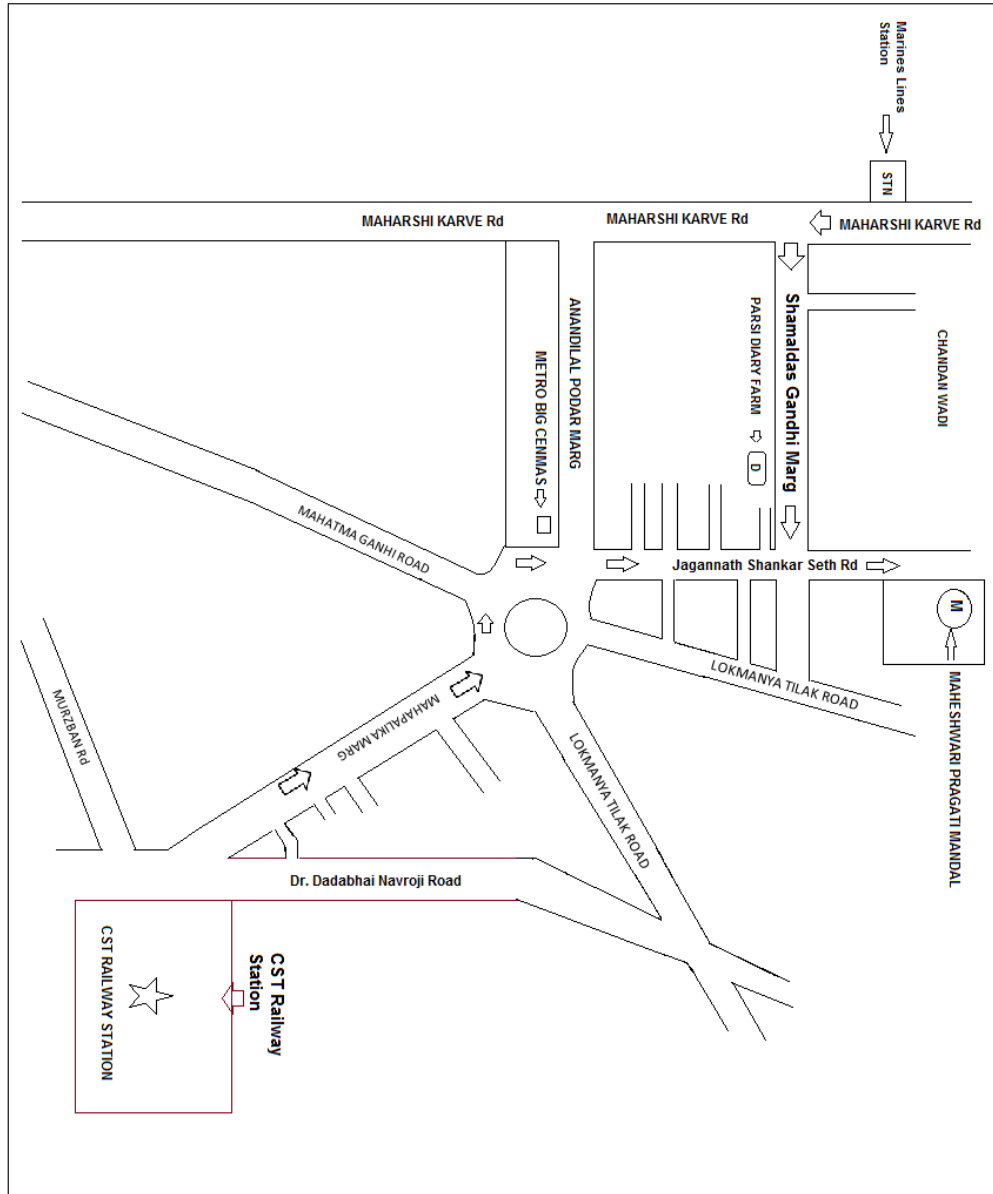 Marines Lines
Station
STN
MAHARSHI KARVE Rd
MAHARSHI KARVE Rd
MAHARSHI KARVE Rd
ANANDILAL PODAR MARG
METRO BIG CENMAS
PARSI DIARY FARM
D
Shamaldas Gandhi Marg
CHANDAN WADI
MAHATMA GANHI ROAD
Jagannath Shankar Seth Rd
M
MAHESHWARI PRAGATI MANDAL
LOKMANYA TILAK ROAD
MURZBAN Rd
MAHAPALIKA MARG
LOKMANYA TILAK ROAD
Dr. Dadabhai Navroji Road
CST RAILWAY STATION
CST Railway
Station